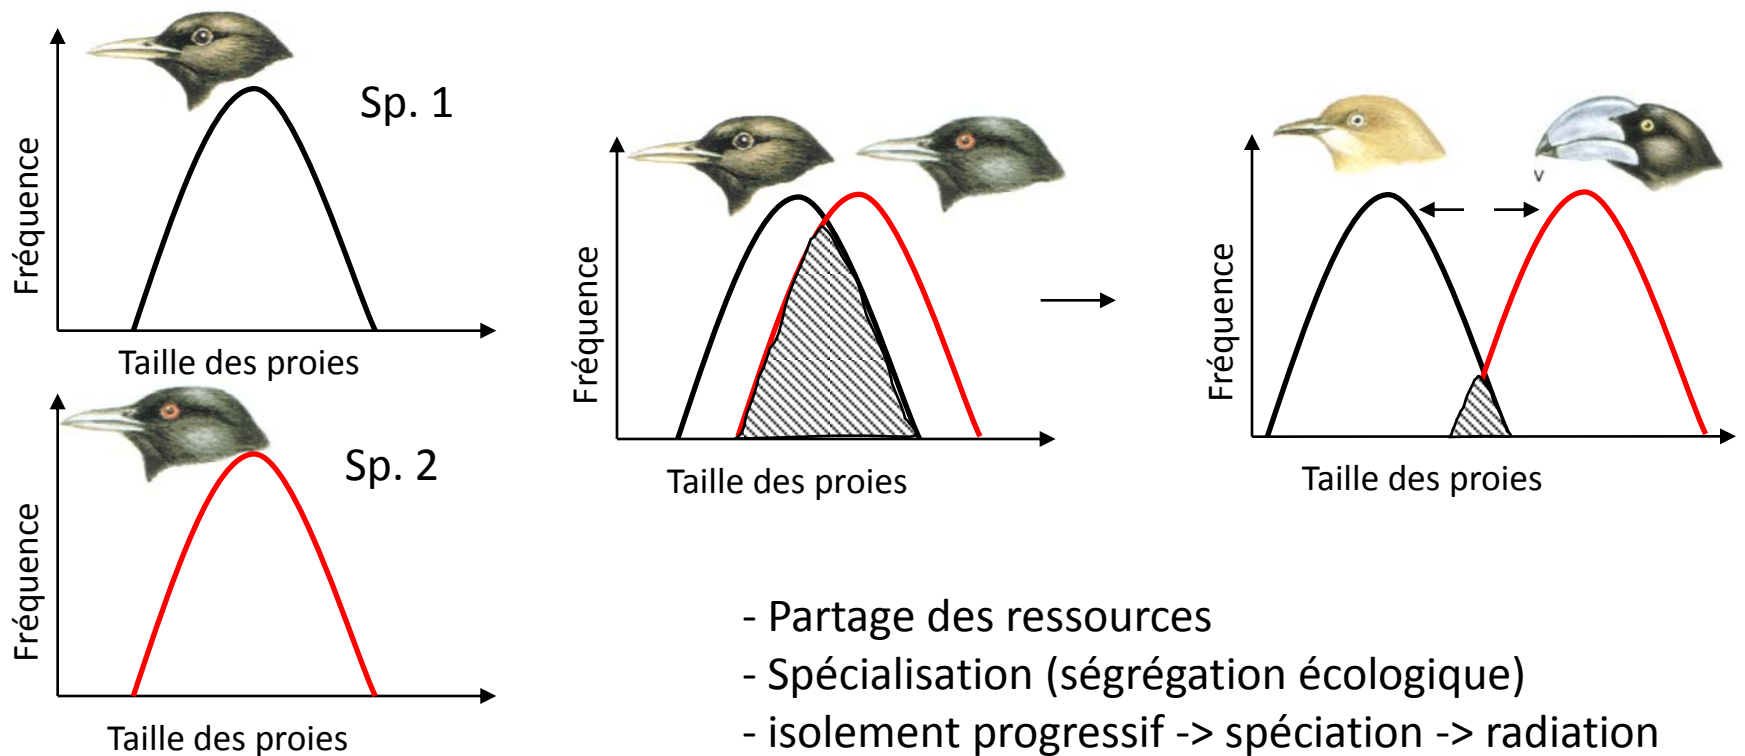 Sp. 1
Fréquence
Taille des proies
Sp. 2
Fréquence
Taille des proies
Fréquence
Taille des proies
Fréquence
Taille des proies
- Partage des ressources
- Spécialisation (ségrégation écologique)
- isolement progressif -> spéciation -> radiation